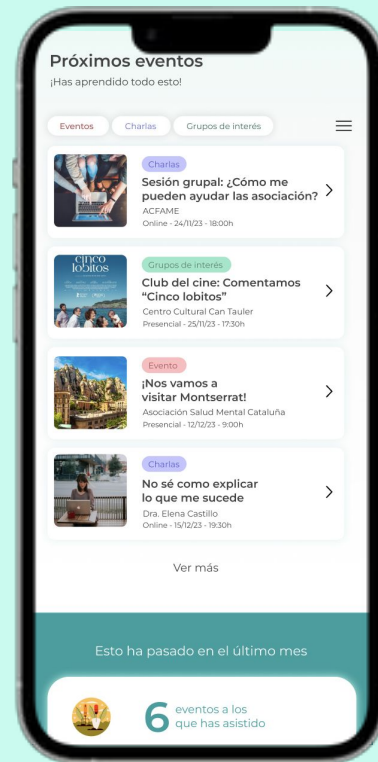 Próximos eventos
¡Has aprendido todo esto!
Eventos
Charlas
Grupos de interés
Charlas
Sesión grupal: ¿Cómo me
pueden ayudar las asociación?
ACFAME
Online - 24/11/23 - 18:00h
cinco
lobitos
Grupos de interés
Club del cine: Comentamos
“Cinco lobitos”
Centro Cultural Can Tauler
Presencial - 25/11/23 - 17:30h
Evento
¡Nos vamos a
visitar Montserrat!
Asociación Salud Mental Cataluña
Presencial - 12/12/23 - 9:00h
Charlas
No sé como explicar
lo que me sucede
Dra. Elena Castillo
Online - 15/12/23 - 19:30h
Ver más
Esto ha pasado en el último mes
6 eventos a los
que has asistido